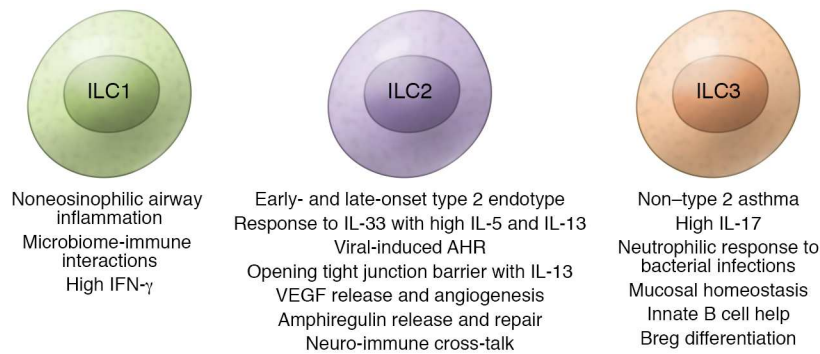 ILC1
Noneosinophilic airway
inflammation
Microbiome-immune
interactions
High IFN-γ
ILC2
Early- and late-onset type 2 endotype
Response to IL-33 with high IL-5 and IL-13
Viral-induced AHR
Opening tight junction barrier with IL-13
VEGF release and angiogenesis
Amphiregulin release and repair
Neuro-immune cross-talk
ILC3
Non–type 2 asthma
High IL-17
Neutrophilic response to
bacterial infections
Mucosal homeostasis
Innate B cell help
Breg differentiation